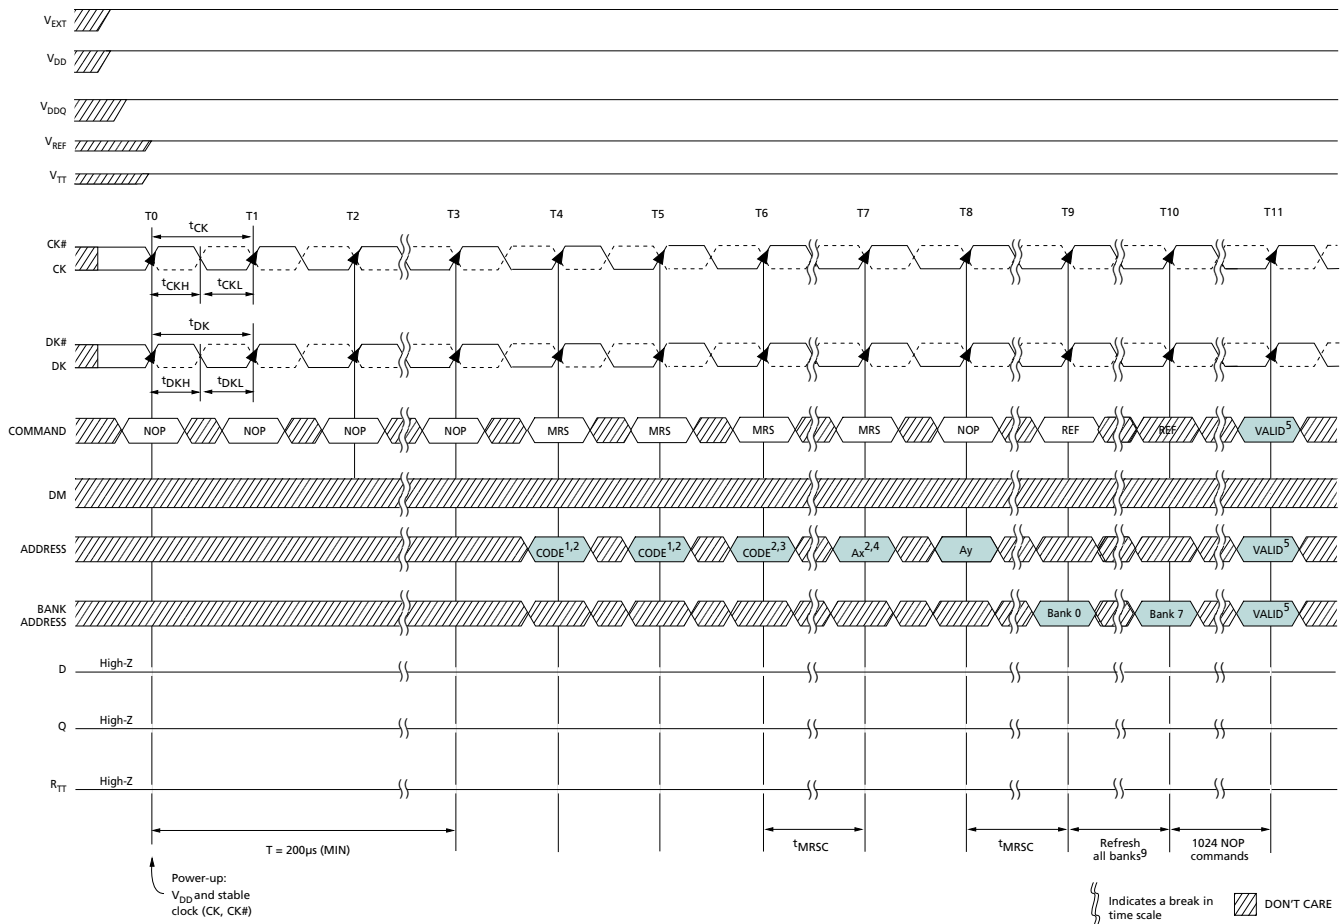 VEXT
VDD
VDDQ
VREF
VTT
T0 T1 T2 T3 T4 T5 T6 T7 T8 T9 T10 T11
tCK
CK#
CK
tCKH tCKL
tDK
DK#
DK
tDKH tDKL
COMMAND NOP NOP NOP NOP MRS MRS MRS MRS NOP REF REF VALID5
DM
ADDRESS CODE1,2 CODE1,2 CODE2,3 Ax2,4 Ay VALID5
BANK
ADDRESS Bank 0 Bank 7 VALID5
D High-Z
Q High-Z
RTT High-Z
T = 200µs (MIN) tMRSC tMRSC Refresh
all banks9 1024 NOP
commands
Power-up:
VDD and stable
clock (CK, CK#)
Indicates a break in
time scale
DON'T CARE